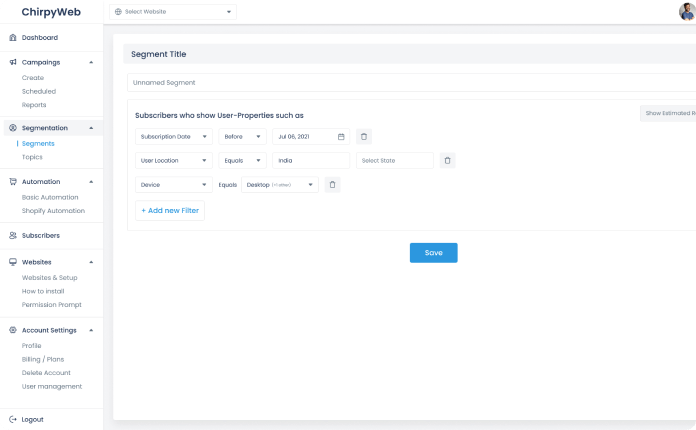 ChirpyWeb
Select Website
Dashboard
Campaings
Create
Scheduled
Reports
Segmentation
Segments
Topics
Automation
Basic Automation
Shopify Automation
Subscribers
Websites
Websites & Setup
How to install
Permission Prompt
Account Settings
Profile
Billing / Plans
Delete Account
User management
Logout
Segment Title
Unnamed Segment
Subscribers who show User-Properties such as
Show Estimated R
Subscription Date Before Jul 06, 2021
User Location Equals India Select State
Device Equals Desktop (+1 other)
+ Add new Filter
Save